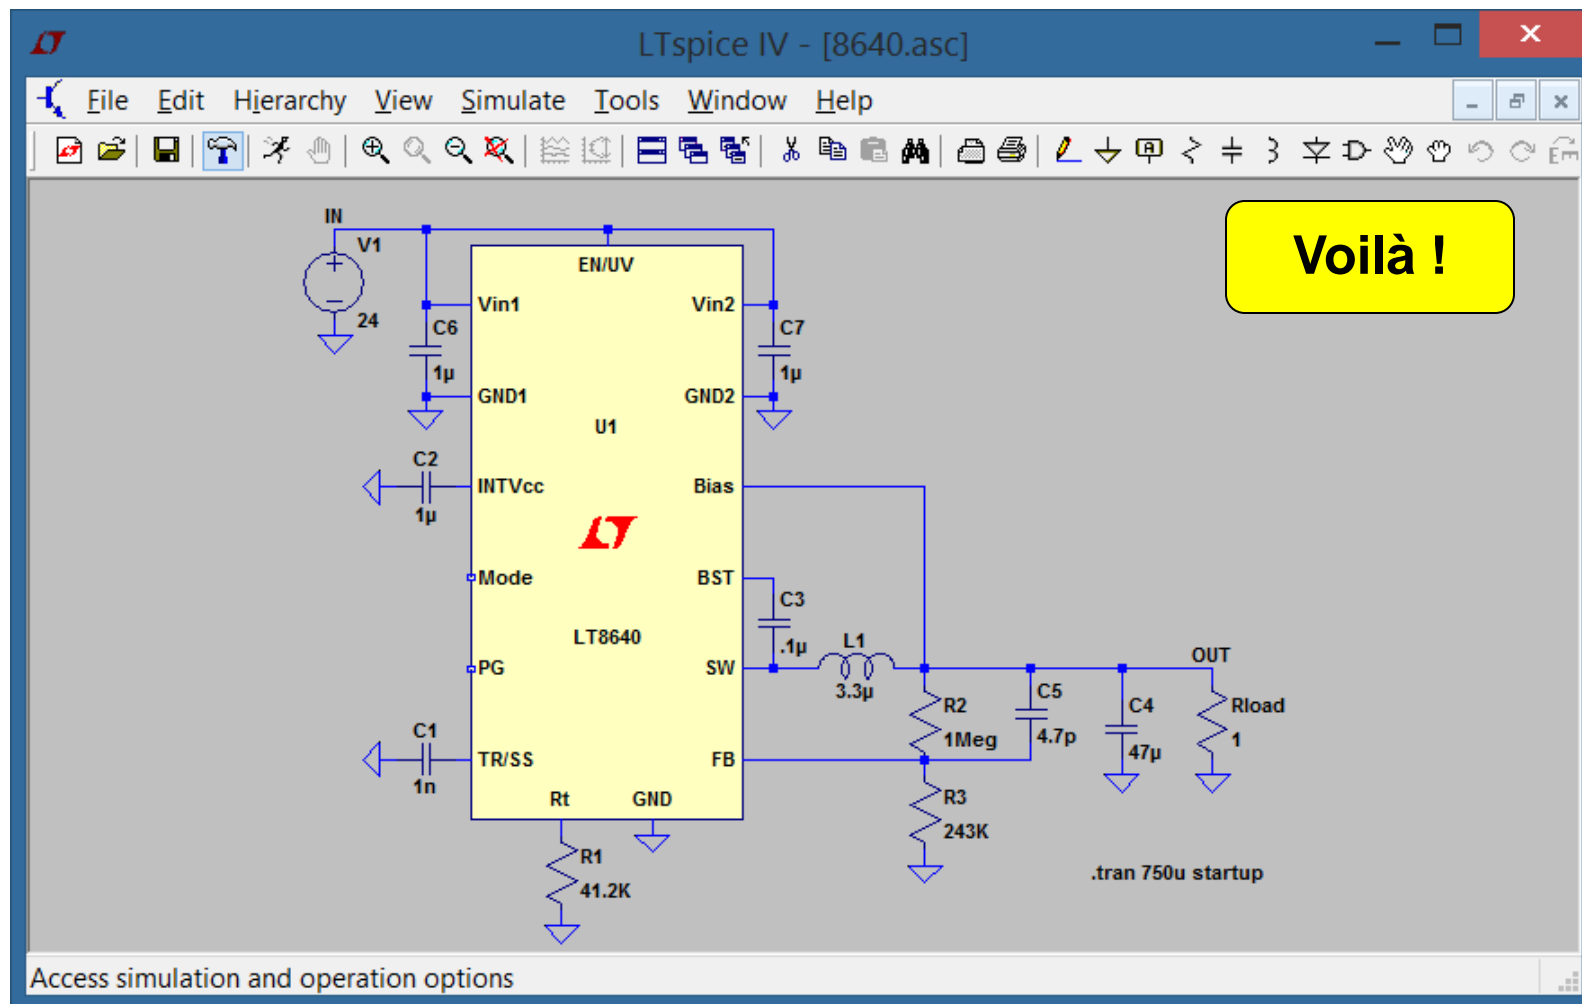 LTspice IV - [8640.asc]
File Edit Hierarchy View Simulate Tools Window Help
Voilà !
IN
V1
24
EN/UV
Vin1
Vin2
C6
1µ
C7
1µ
GND1
GND2
U1
C2
1µ
INTVcc
Bias
Mode
BST
C3
.1µ
LT8640
PG
SW
L1
3.3µ
OUT
R2
1Meg
C5
4.7p
C4
47µ
Rload
1
C1
1n
TR/SS
FB
Rt
GND
R3
243K
R1
41.2K
.tran 750u startup
Access simulation and operation options